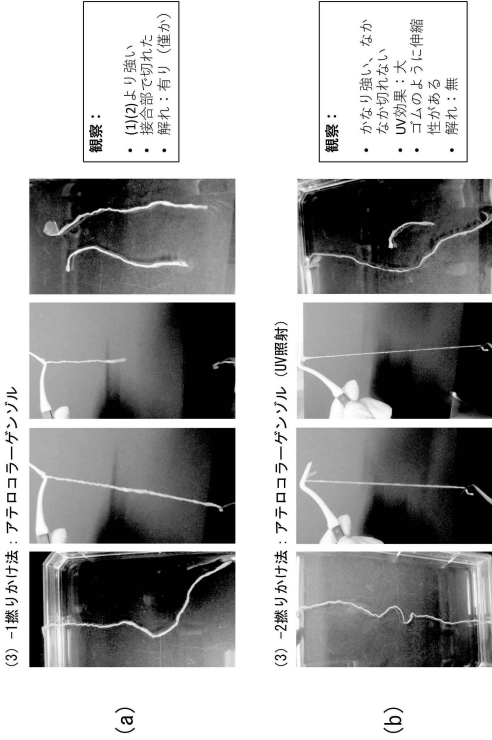 (a)
(3) -1撚りかけ法：アテロコラーゲンゾル
観察：
• (1)(2)より強い
接合部で切れた
• 解れ：有り（僅か）
(b)
(3) -2撚りかけ法：アテロコラーゲンゾル（UV照射）
観察：
• かなり強い、なか
なか切れない
• UV効果：大
• ゴムのように伸縮
性がある
• 解れ：無